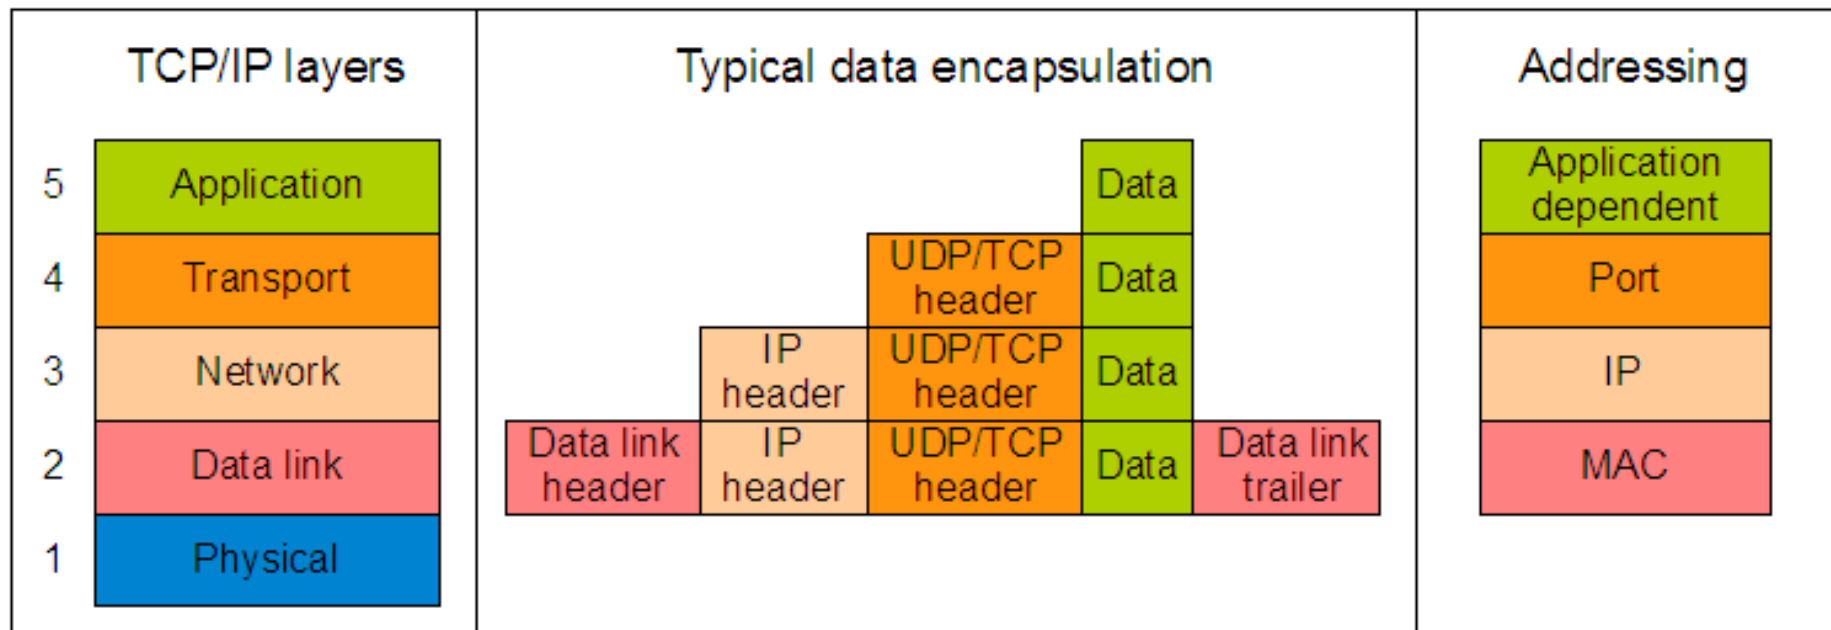 TCP/IP layers
Typical data encapsulation
Addressing
5
Application
Data
Application
dependent
4
Transport
UDP/TCP
header
Data
Port
3
Network
IP
header
UDP/TCP
header
Data
IP
2
Data link
Data link
header
IP
header
UDP/TCP
header
Data
Data link
trailer
MAC
1
Physical